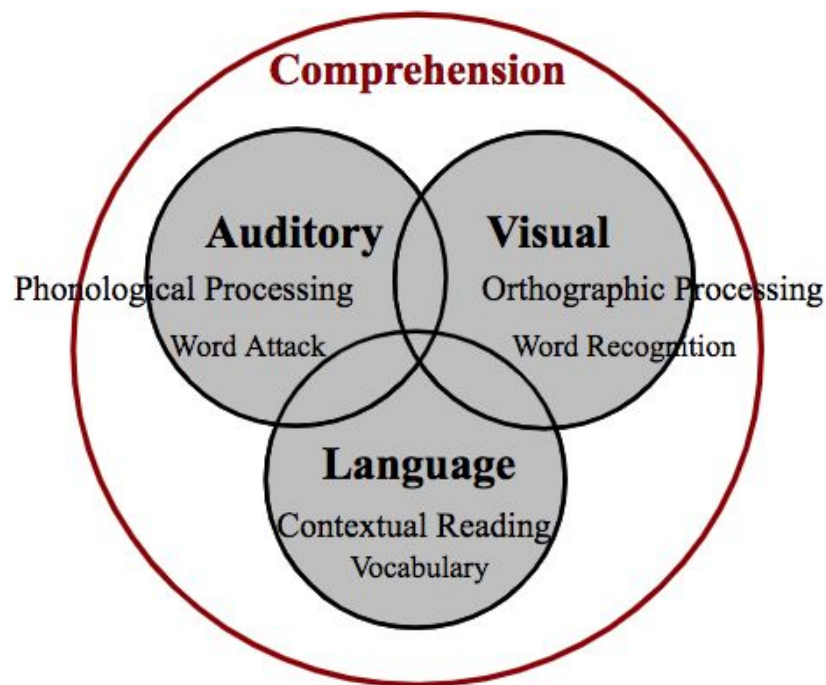 Comprehension
Auditory
Phonological Processing
Word Attack
Visual
Orthographic Processing
Word Recognition
Language
Contextual Reading
Vocabulary